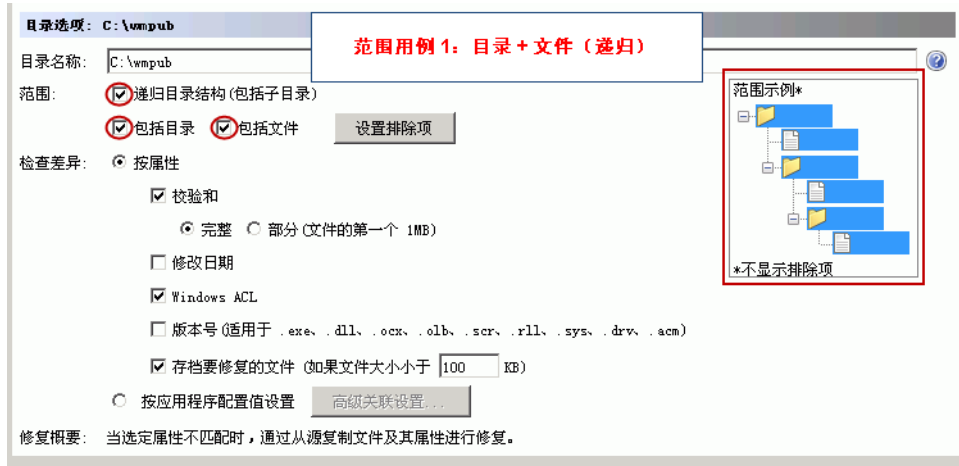 目录选项: C:\wmpub
范围用例 1: 目录 + 文件 (递归)
目录名称: C:\wmpub
范围: 递归目录结构(包括子目录)
包括目录 包括文件 设置排除项
范围示例*
检查差异: 按属性
校验和
完整 部分(文件的第一个 1MB)
修改日期
*不显示排除项
Windows ACL
版本号(适用于 .exe、.dll、.ocx、.olb、.scr、.rll、.sys、.drv、.acm)
存档要修复的文件 (如果文件大小小于 100 KB)
按应用程序配置值设置 高级关联设置...
修复概要: 当选定属性不匹配时，通过从源复制文件及其属性进行修复。